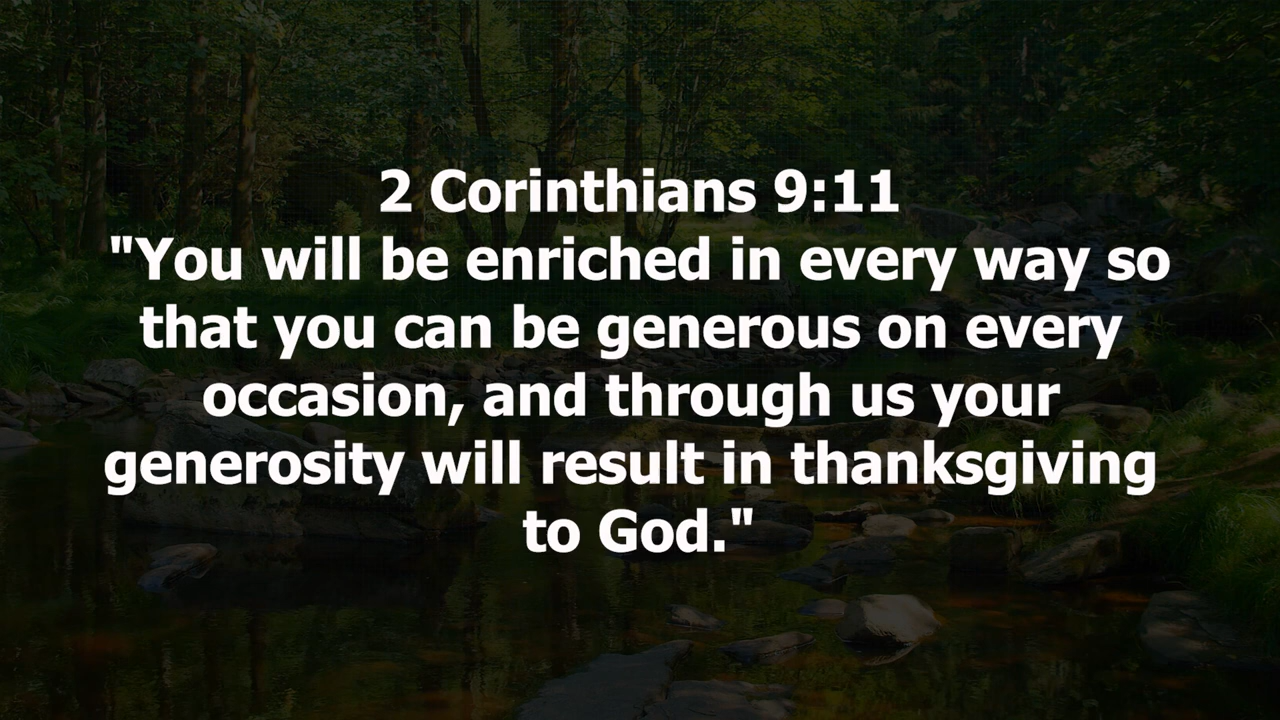 2 Corinthians 9:11
"You will be enriched in every way so
that you can be generous on every
occasion, and through us your
generosity will result in thanksgiving
to God."